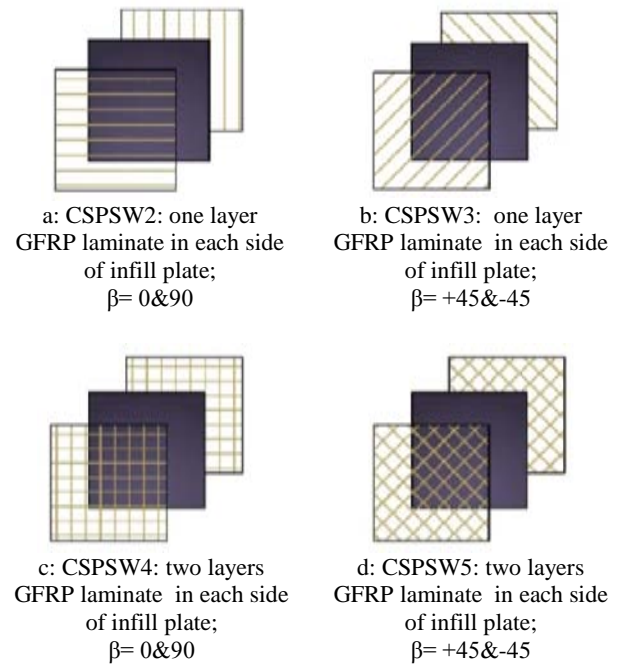 a: CSPSW2: one layer
GFRP laminate in each side
of infill plate;
β= 0&90
b: CSPSW3: one layer
GFRP laminate in each side
of infill plate;
β= +45&-45
c: CSPSW4: two layers
GFRP laminate in each side
of infill plate;
β= 0&90
d: CSPSW5: two layers
GFRP laminate in each side
of infill plate;
β= +45&-45